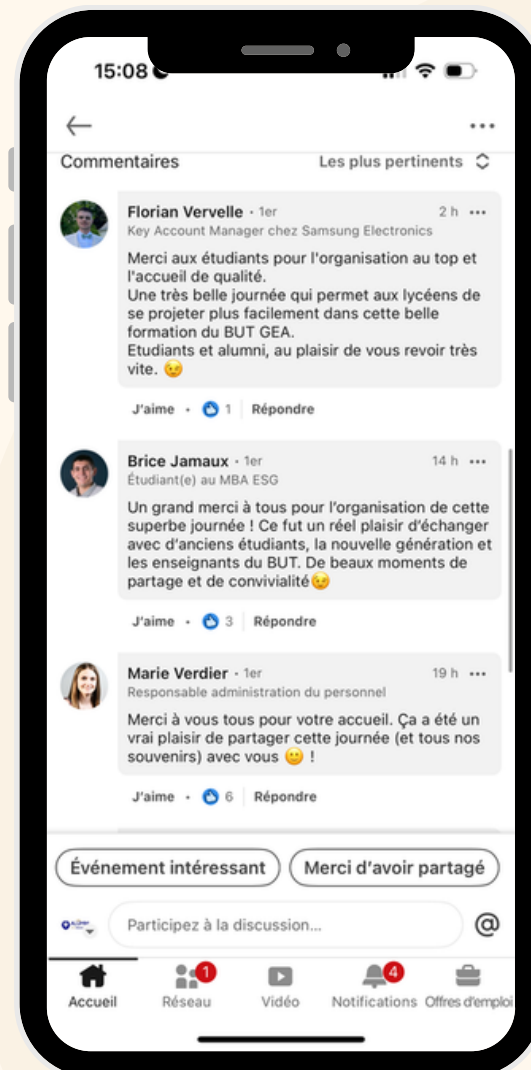 15:08
Commentaires Les plus pertinents
Florian Vervelle • 1er 2 h
Key Account Manager chez Samsung Electronics
Merci aux étudiants pour l'organisation au top et
l'accueil de qualité.
Une très belle journée qui permet aux lycéens de
se projeter plus facilement dans cette belle
formation du BUT GEA.
Etudiants et alumni, au plaisir de vous revoir très
vite. 😉
J'aime • 1 Répondre
Brice Jamaux • 1er 14 h
Étudiant(e) au MBA ESG
Un grand merci à tous pour l'organisation de cette
superbe journée ! Ce fut un réel plaisir d'échanger
avec d'anciens étudiants, la nouvelle génération et
les enseignants du BUT. De beaux moments de
partage et de convivialité😉
J'aime • 3 Répondre
Marie Verdier • 1er 19 h
Responsable administration du personnel
Merci à vous tous pour votre accueil. Ça a été un
vrai plaisir de partager cette journée (et tous nos
souvenirs) avec vous 🙂 !
J'aime • 6 Répondre
Événement intéressant Merci d'avoir partagé
Participez à la discussion... @
1 4
Accueil Réseau Vidéo Notifications Offres d'emploi